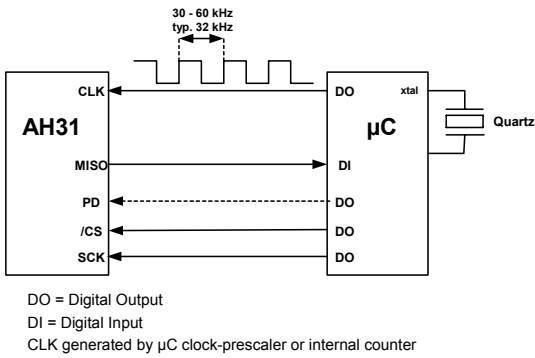 30 - 60 kHz
typ. 32 kHz
CLK
DO
xtal
AH31
µC
Quartz
MISO
DI
PD
DO
/CS
DO
SCK
DO
DO = Digital Output
DI = Digital Input
CLK generated by µC clock-prescaler or internal counter